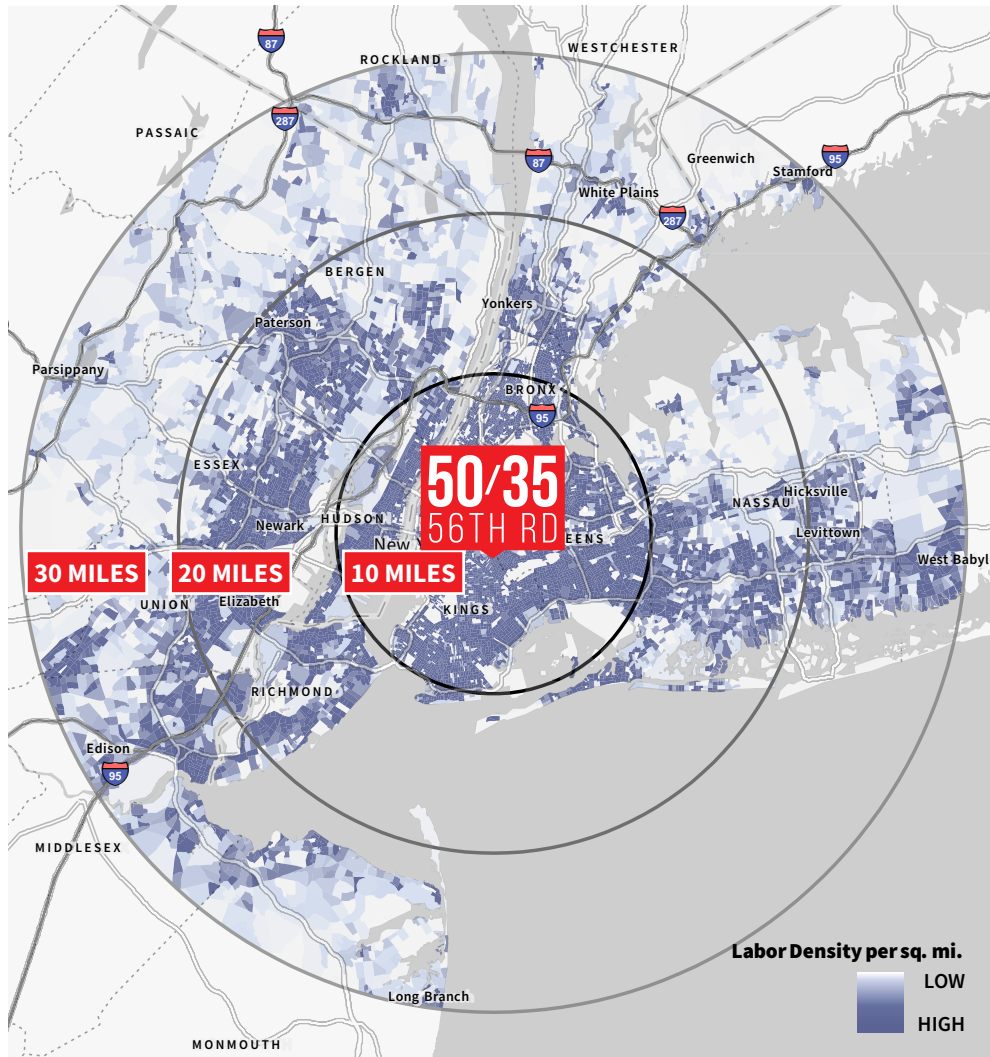 87
WESTCHESTER
ROCKLAND
287
PASSAIC
87
Greenwich
95
Stamford
White Plains
287
BERGEN
Yonkers
Paterson
Parsippany
BRONX
95
ESSEX
50/35
56TH RD
Hicksville
NASSAU
HUDSON
Newark
Levittown
EENS
New
West Babyl
30 MILES
20 MILES
10 MILES
UNION
Elizabeth
KINGS
RICHMOND
Edison
95
MIDDLESEX
Labor Density per sq. mi.
LOW
HIGH
Long Branch
MONMOUTH